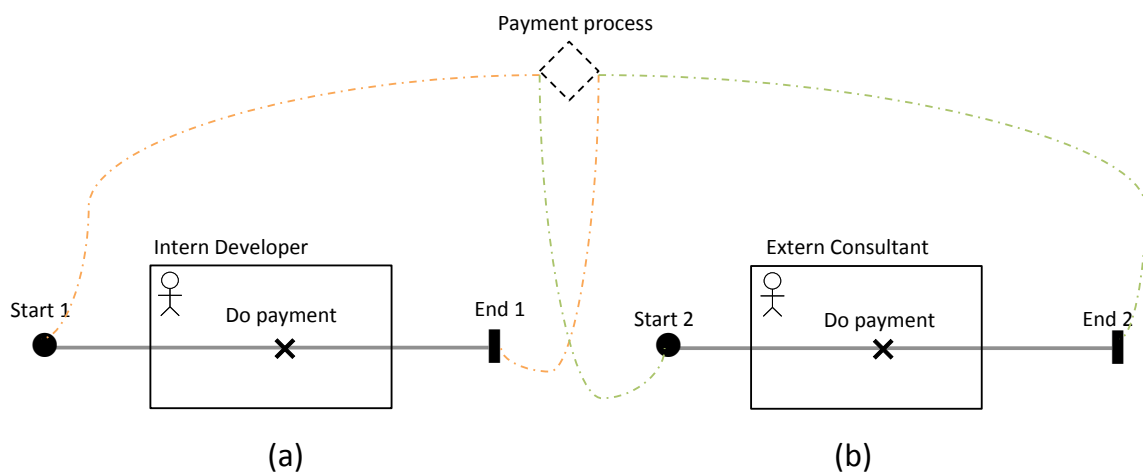 Payment process
Intern Developer
Extern Consultant
Start 1
Do payment
End 1
Start 2
Do payment
End 2
(a)
(b)